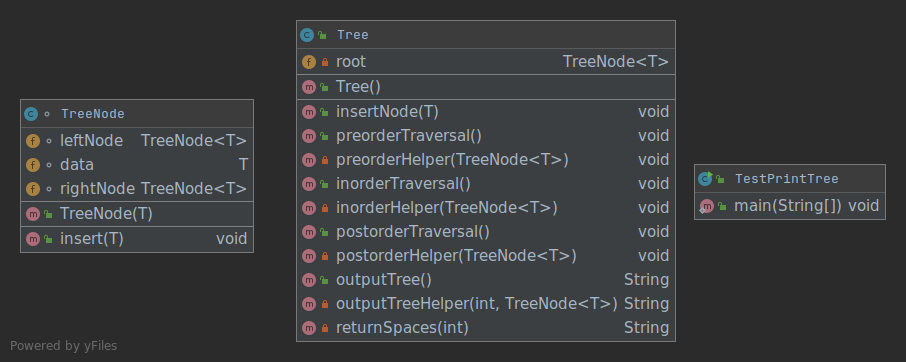 TreeNode
leftNode TreeNode<T>
data T
rightNode TreeNode<T>
TreeNode(T)
insert(T) void
Tree
root TreeNode<T>
Tree()
insertNode(T) void
preorderTraversal() void
preorderHelper(TreeNode<T>) void
inorderTraversal() void
inorderHelper(TreeNode<T>) void
postorderTraversal() void
postorderHelper(TreeNode<T>) void
outputTree() String
outputTreeHelper(int, TreeNode<T>) String
returnSpaces(int) String
TestPrintTree
main(String[]) void
Powered by yFiles